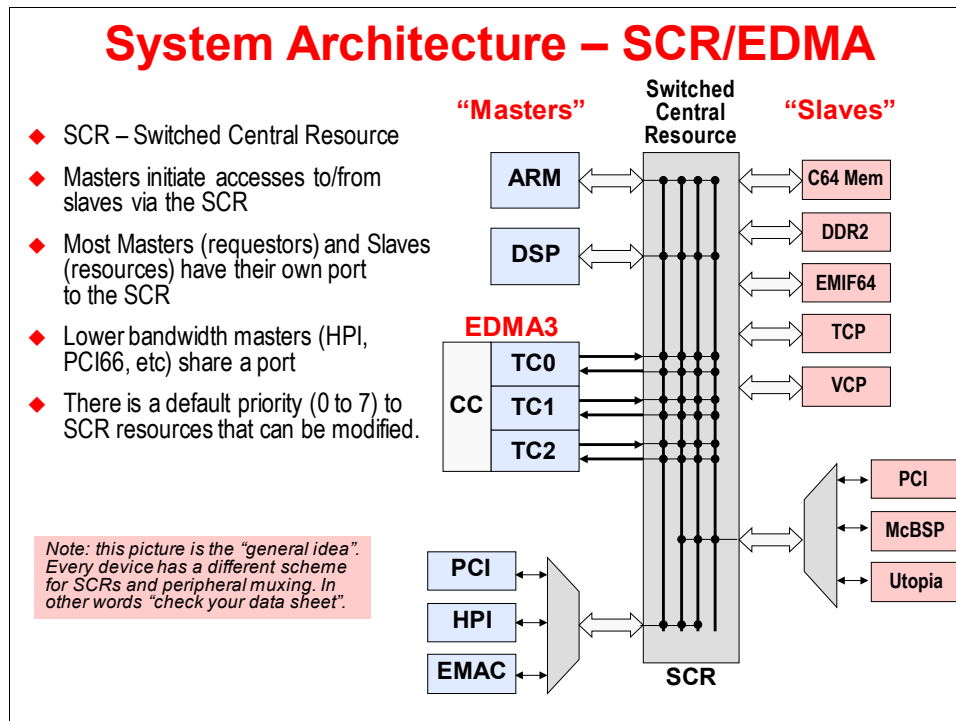 System Architecture – SCR/EDMA
◆ SCR – Switched Central Resource
◆ Masters initiate accesses to/from
slaves via the SCR
◆ Most Masters (requestors) and Slaves
(resources) have their own port
to the SCR
◆ Lower bandwidth masters (HPI,
PCI66, etc) share a port
◆ There is a default priority (0 to 7) to
SCR resources that can be modified.
Note: this picture is the “general idea”.
Every device has a different scheme
for SCRs and peripheral muxing. In
other words “check your data sheet”.
“Masters”
ARM
DSP
EDMA3
CC
TC0
TC1
TC2
PCI
HPI
EMAC
Switched
Central
Resource
SCR
“Slaves”
C64 Mem
DDR2
EMIF64
TCP
VCP
PCI
McBSP
Utopia